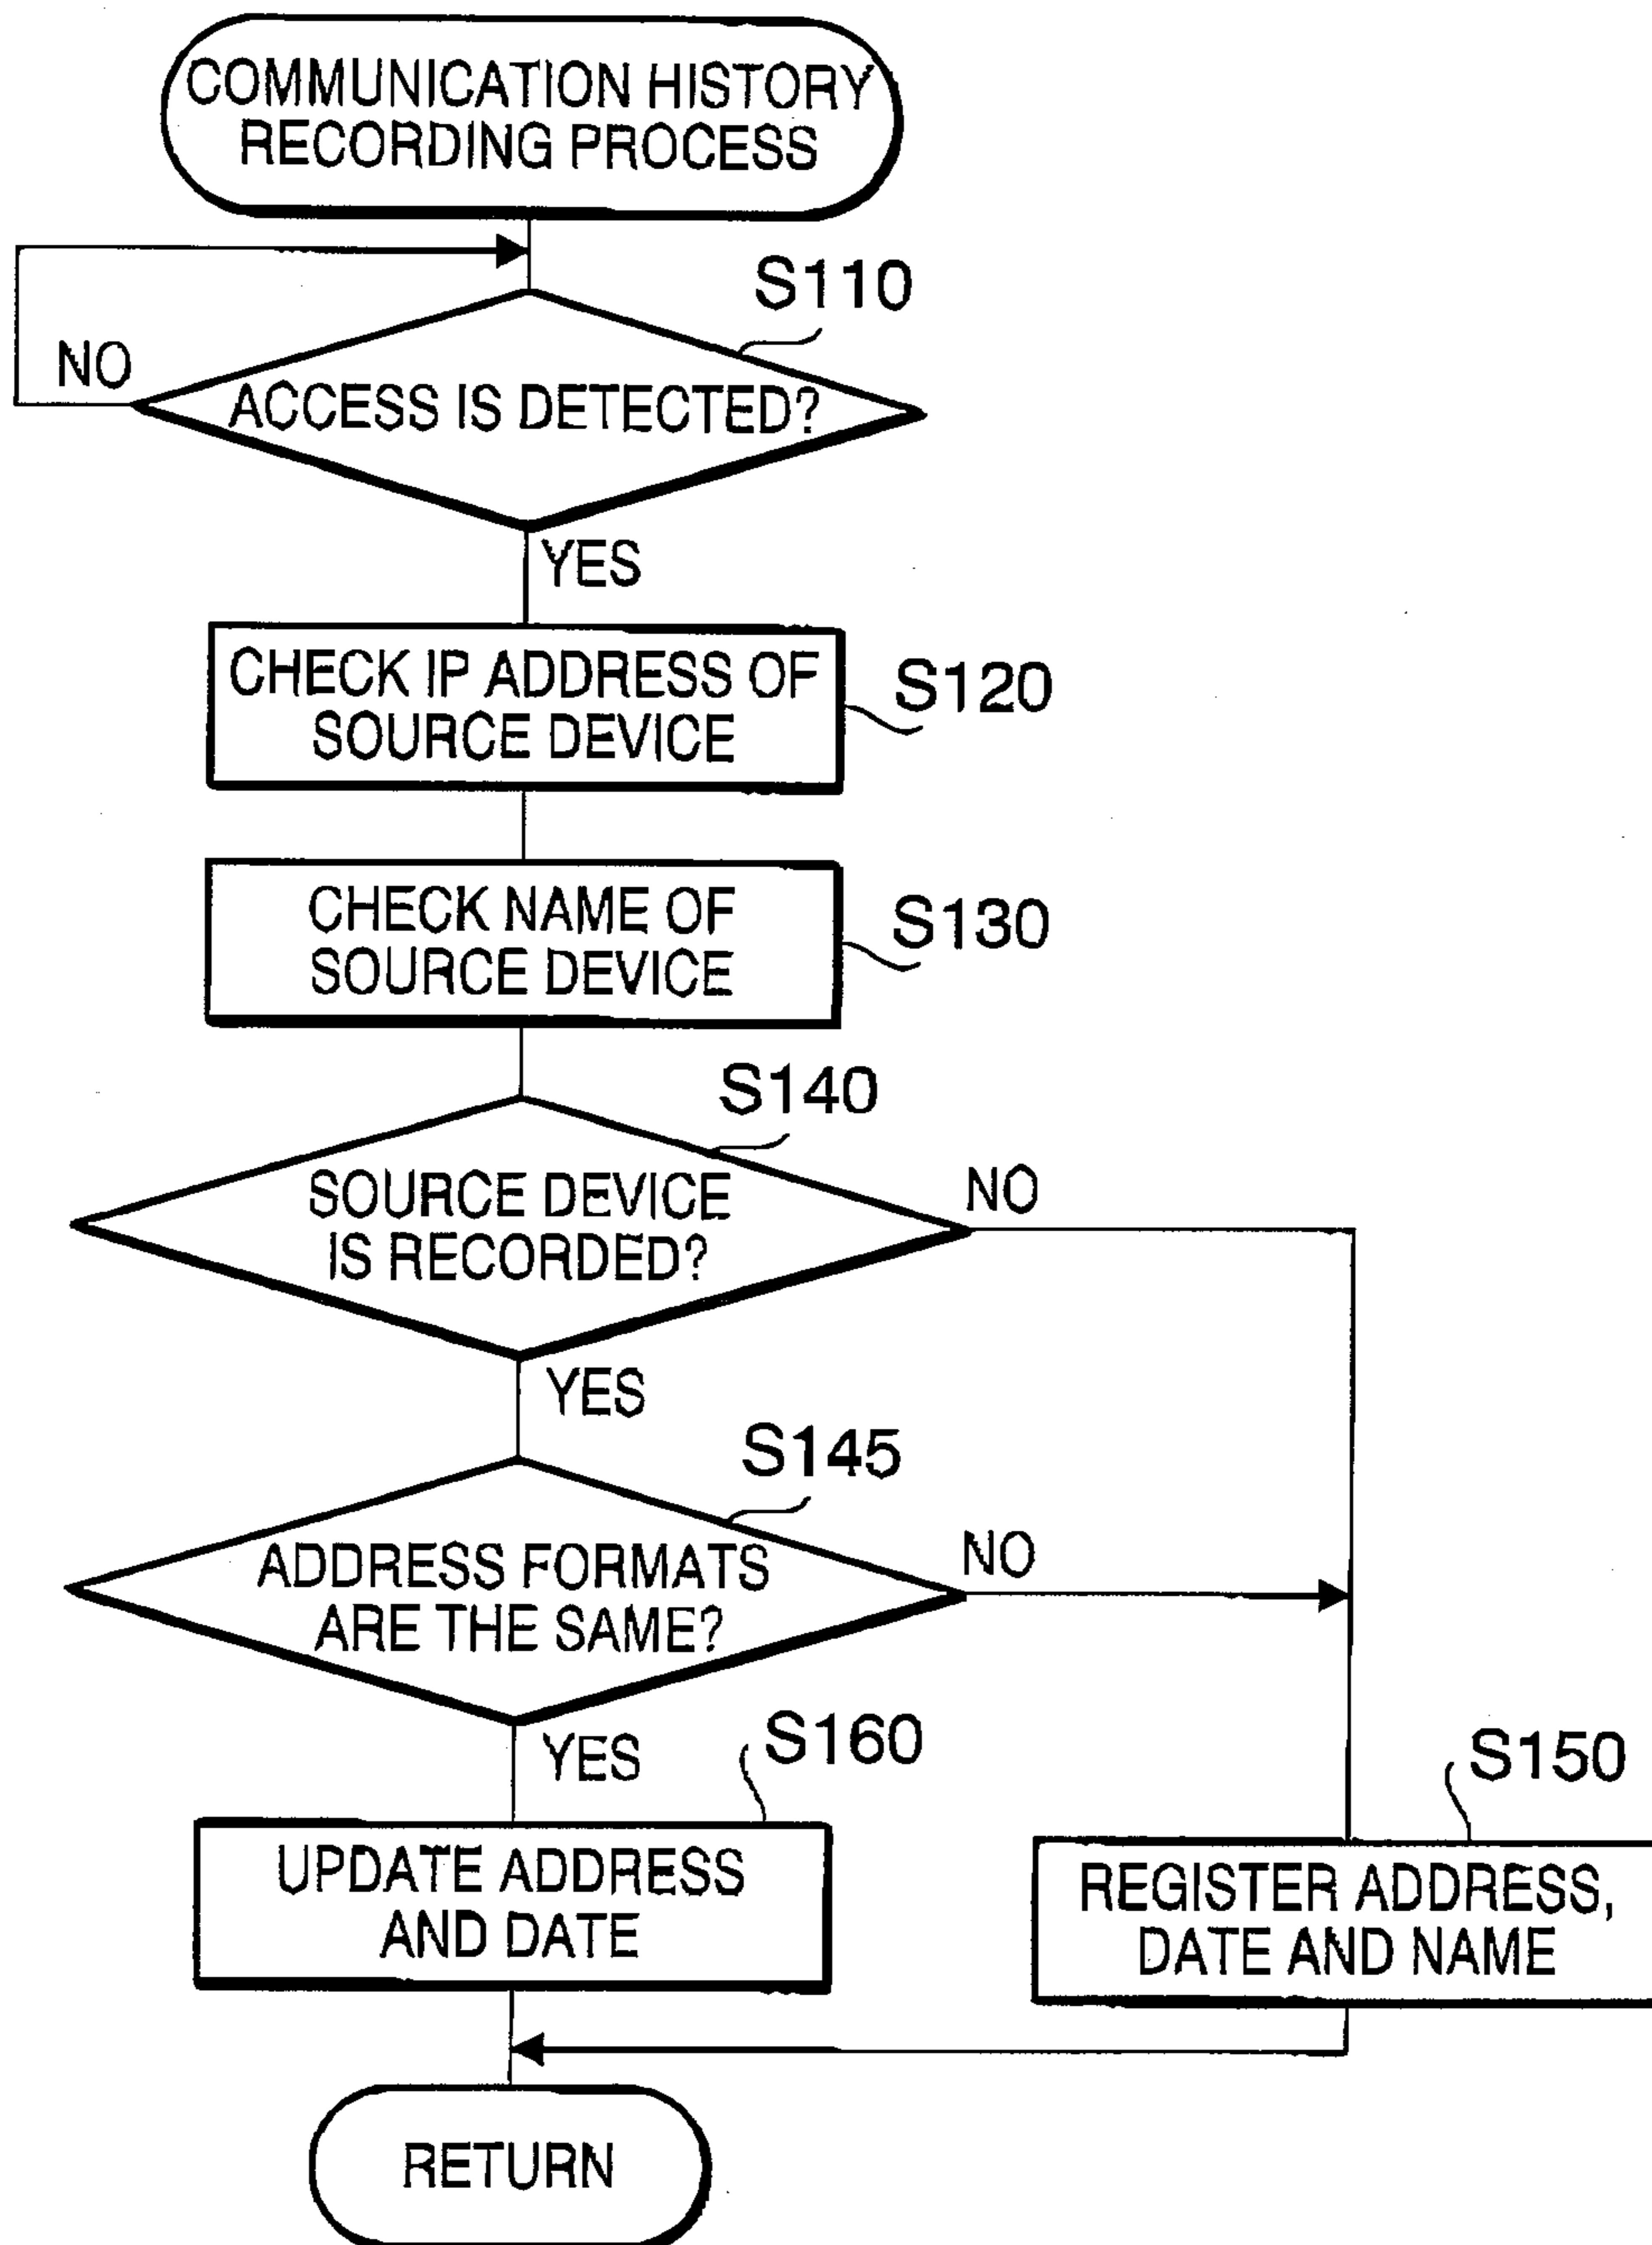 COMMUNICATION HISTORY
RECORDING PROCESS
S110
NO
ACCESS IS DETECTED?
YES
CHECK IP ADDRESS OF
SOURCE DEVICE
S120
CHECK NAME OF
SOURCE DEVICE
S130
S140
SOURCE DEVICE
IS RECORDED?
NO
YES
S145
ADDRESS FORMATS
ARE THE SAME?
NO
YES
S160
UPDATE ADDRESS
AND DATE
S150
REGISTER ADDRESS,
DATE AND NAME
RETURN